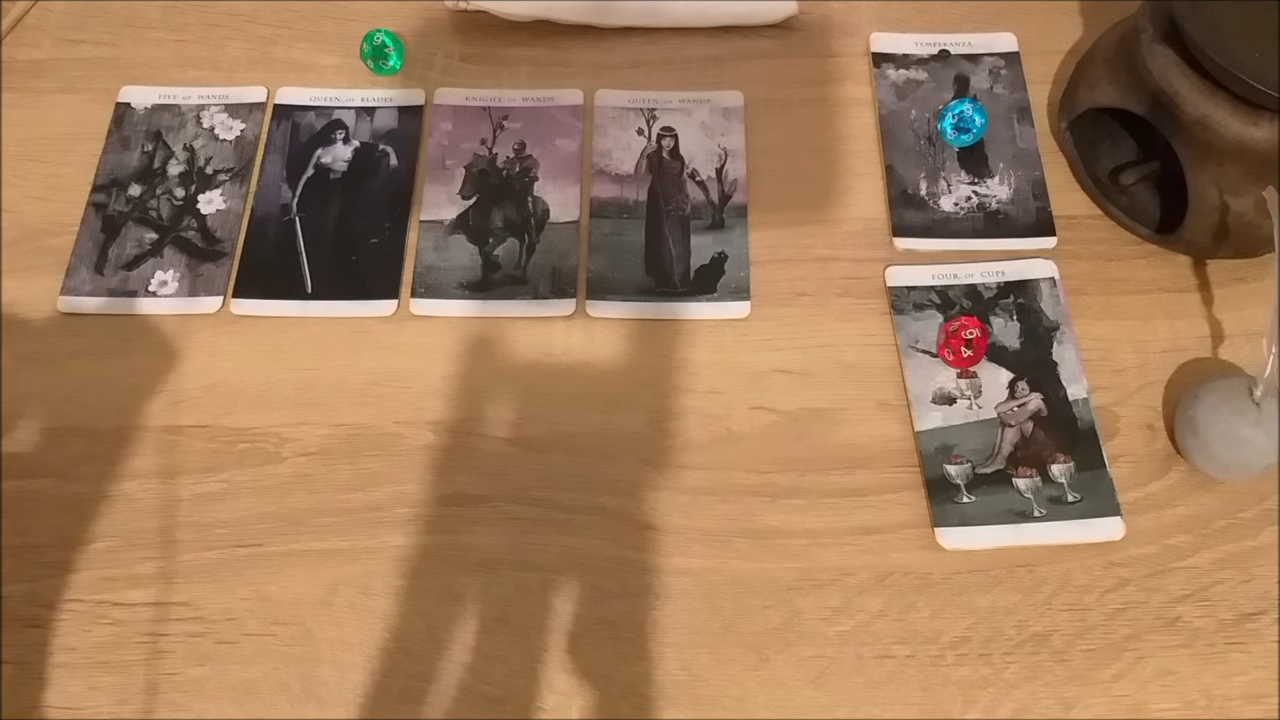 FIVE OF WANDS
QUEEN OF BLADES
KNIGHT OF WANDS
QUEEN OF WANDS
TEMPERANZA
FOUR OF CUPS